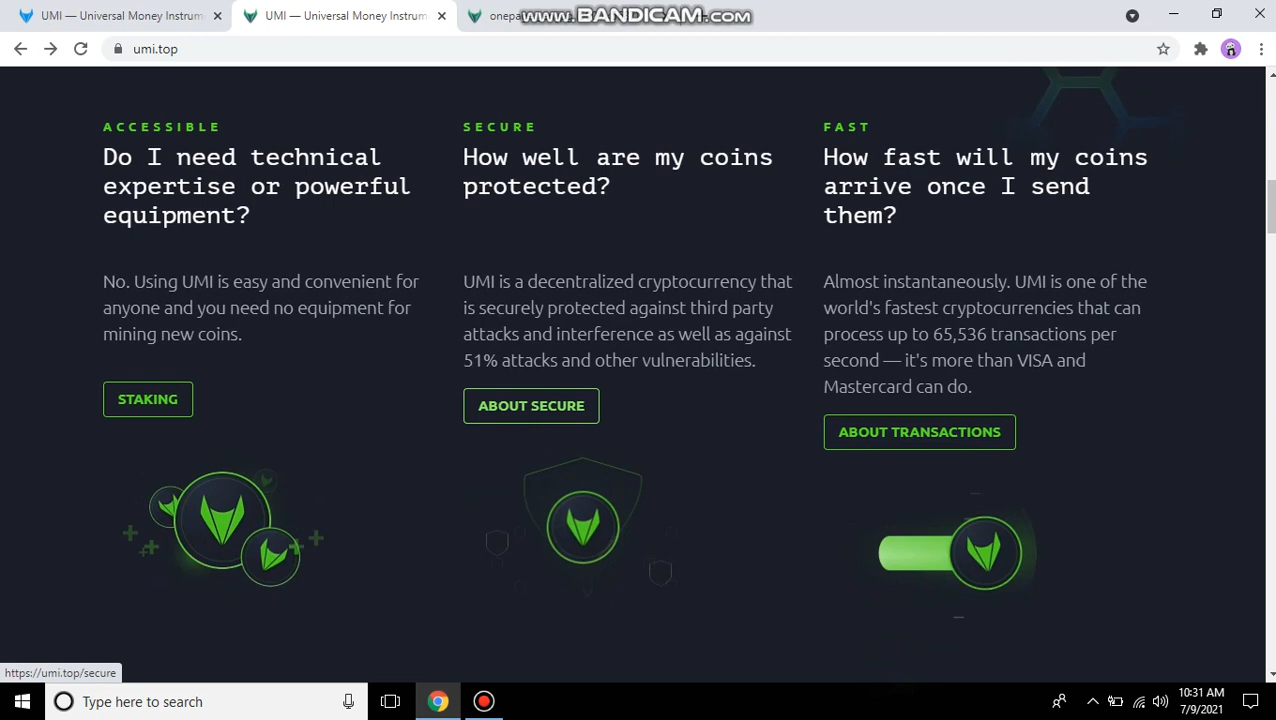 UMI — Universal Money Instrum
UMI — Universal Money Instrum
onepa
www.BANDICAM.com
umi.top
ACCESSIBLE
Do I need technical
expertise or powerful
equipment?
No. Using UMI is easy and convenient for
anyone and you need no equipment for
mining new coins.
STAKING
SECURE
How well are my coins
protected?
UMI is a decentralized cryptocurrency that
is securely protected against third party
attacks and interference as well as against
51% attacks and other vulnerabilities.
ABOUT SECURE
FAST
How fast will my coins
arrive once I send
them?
Almost instantaneously. UMI is one of the
world's fastest cryptocurrencies that can
process up to 65,536 transactions per
second — it's more than VISA and
Mastercard can do.
ABOUT TRANSACTIONS
https://umi.top/secure
Type here to search
10:31 AM
7/9/2021